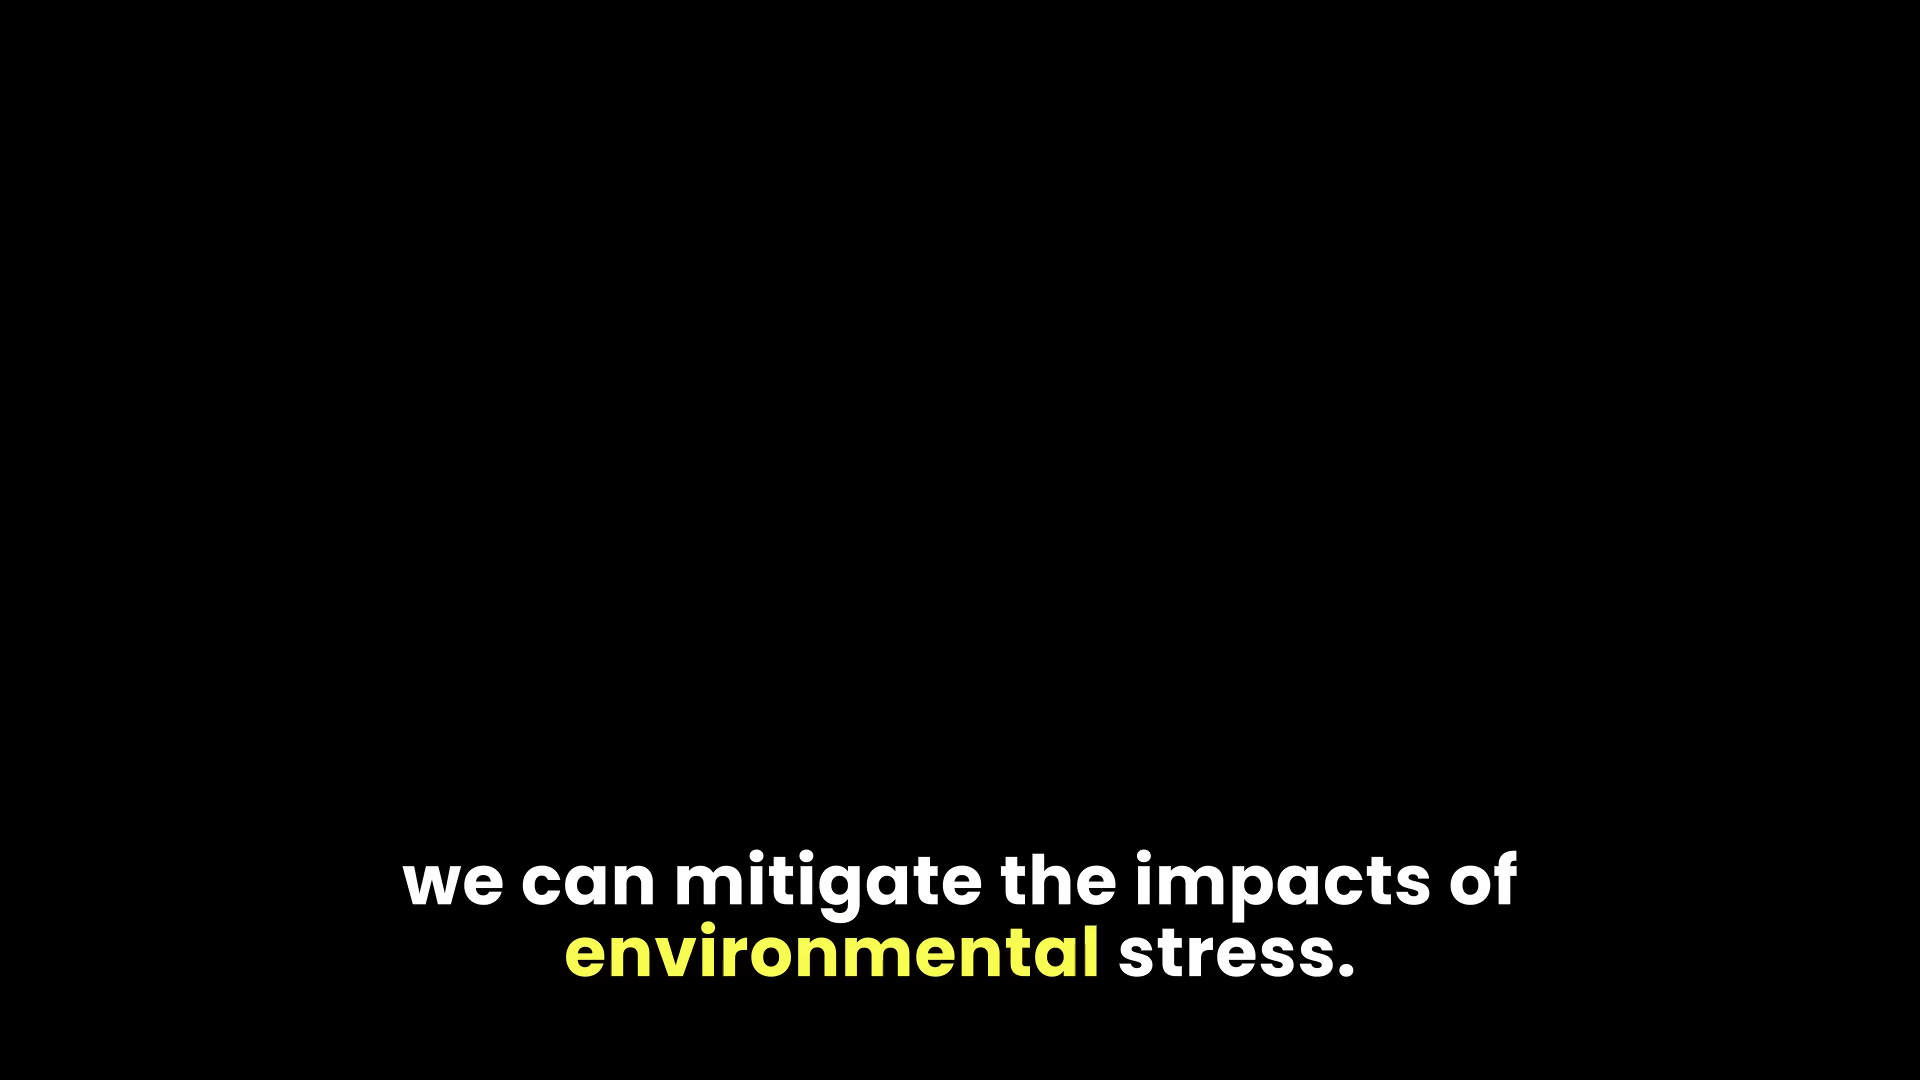 we can mitigate the impacts of
environmental stress.